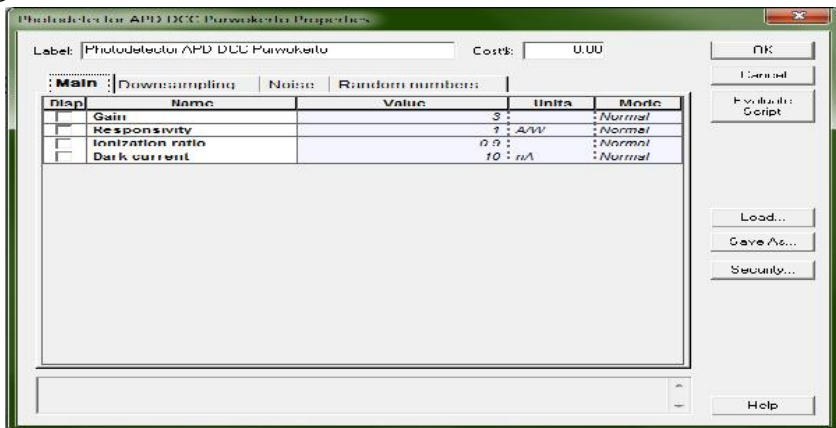 Photodetector APD DCC Purwokerto Properties
Label: Photodetector APD DCC Purwokerto Cost$: 0.00 OK
Main Downsampling Noise Random numbers Cancel
Disp Name Value Units Mode Evaluate Script
Gain 3 Normal
Responsivity 1 A/W Normal
Ionization ratio 0.9 Normal
Dark current 10 nA Normal
Load...
Save As...
Security...
Help